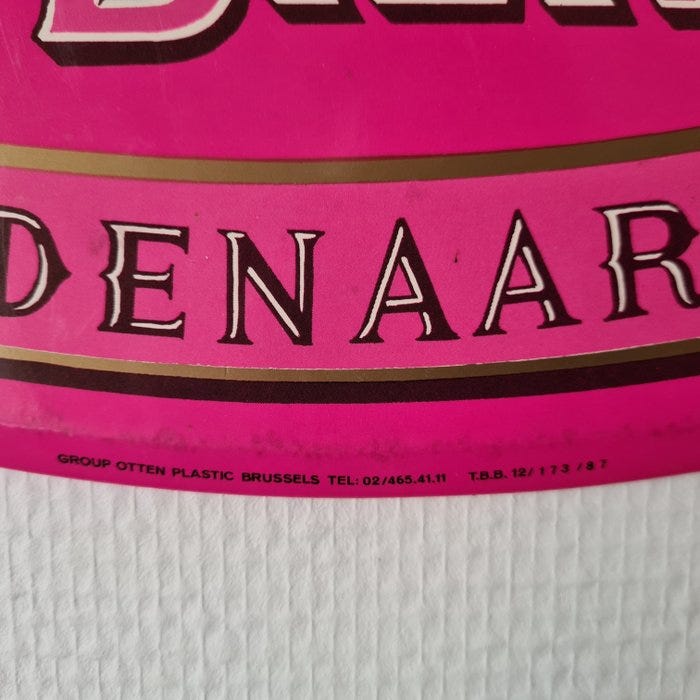 DENAAR
GROUP OTTEN PLASTIC BRUSSELS TEL: 02/465.41.11 T.B.B. 12/173/87